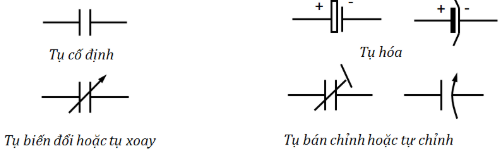 + - + -
Tụ cố định
Tụ hóa
Tụ biến đổi hoặc tụ xoay
Tụ bán chỉnh hoặc tự chỉnh